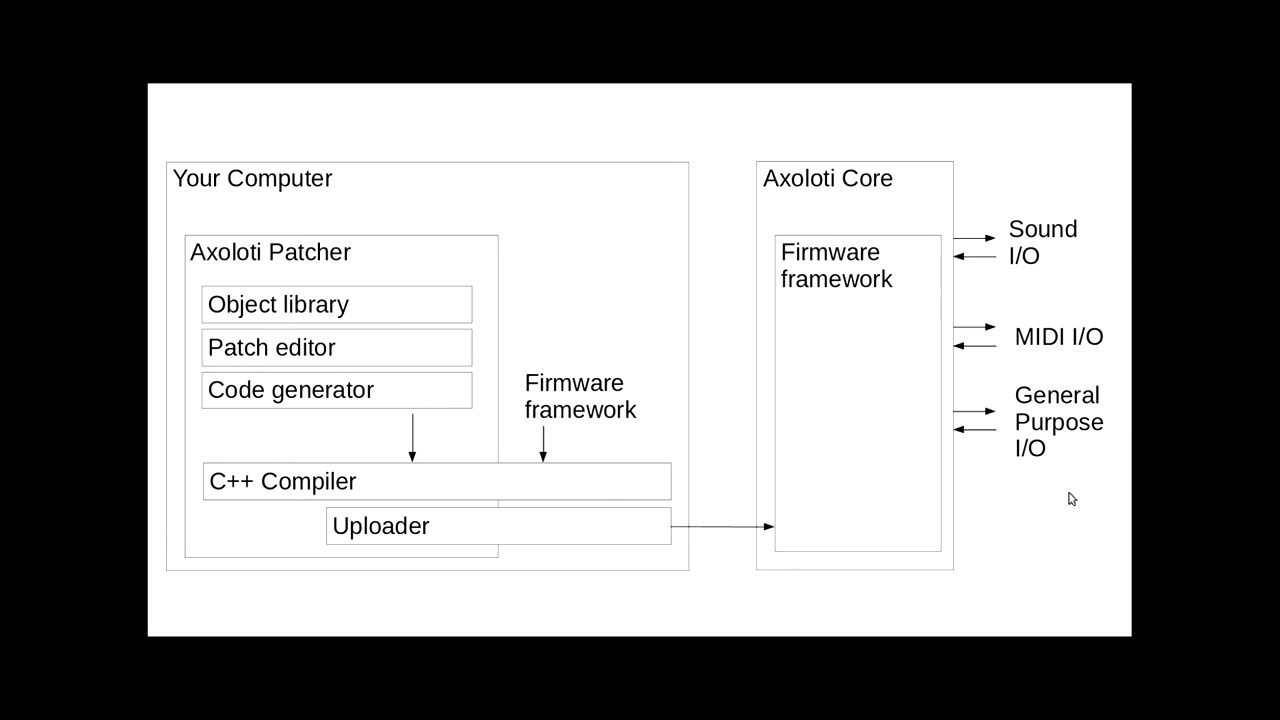 Your Computer
Axoloti Patcher
Object library
Patch editor
Code generator
Firmware
framework
C++ Compiler
Uploader
Axoloti Core
Firmware
framework
Sound
I/O
MIDI I/O
General
Purpose
I/O